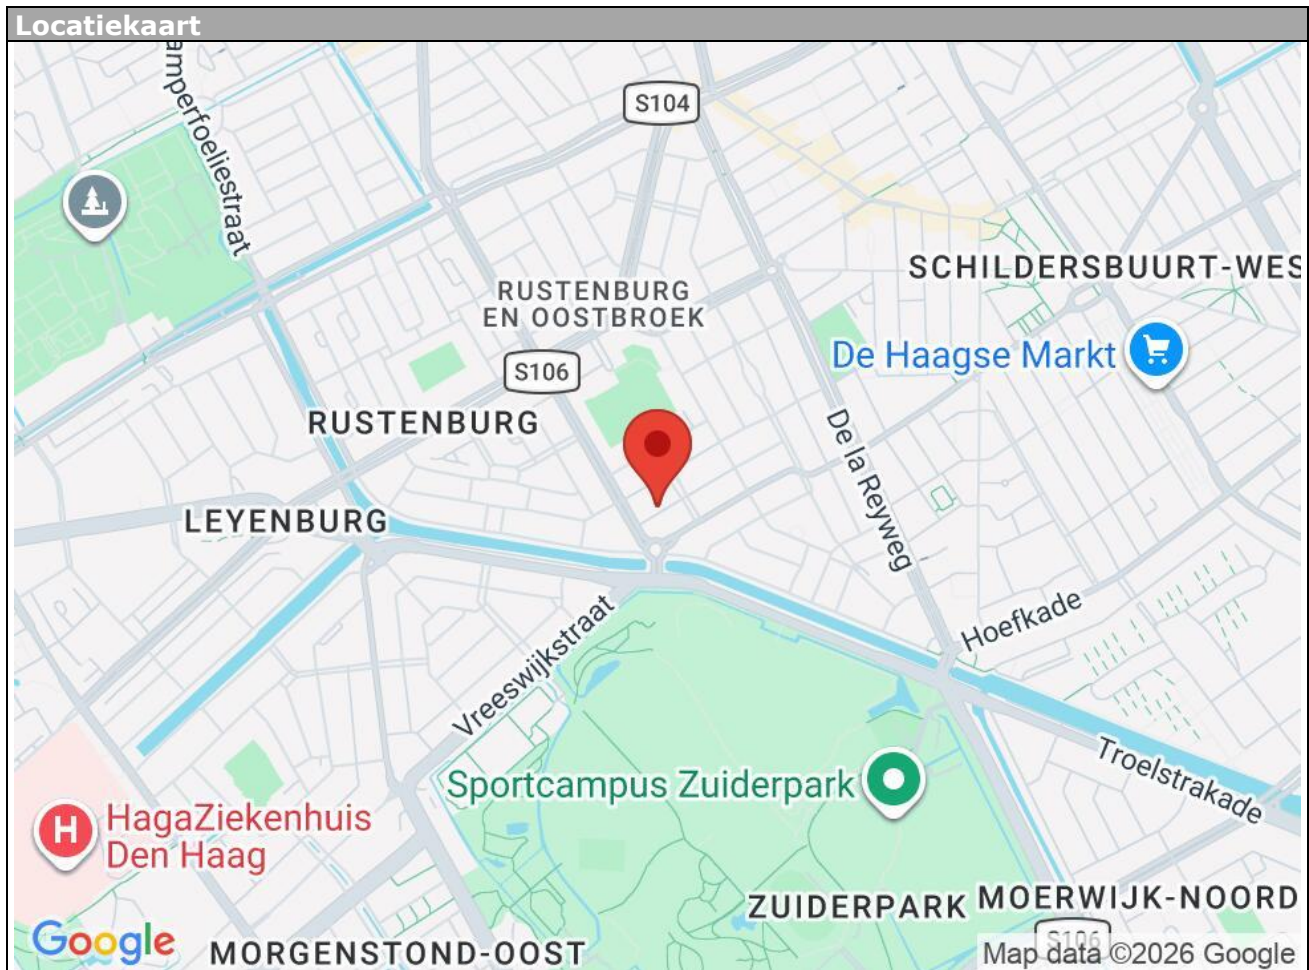 Locatiekaart
amperfoeliestraat
S104
SCHILDERSBUURT-WES
RUSTENBURG
EN OOSTBROEK
De Haagse Markt
S106
RUSTENBURG
De la Reyweg
LEYENBURG
Hoefkade
Vreeswijkstraat
Troelstrakade
Sportcampus Zuiderpark
H
HagaZiekenhuis
Den Haag
ZUIDERPARK
MOERWIJK-NOORD
Google
MORGENSTOND-OOST
S106
Map data ©2026 Google